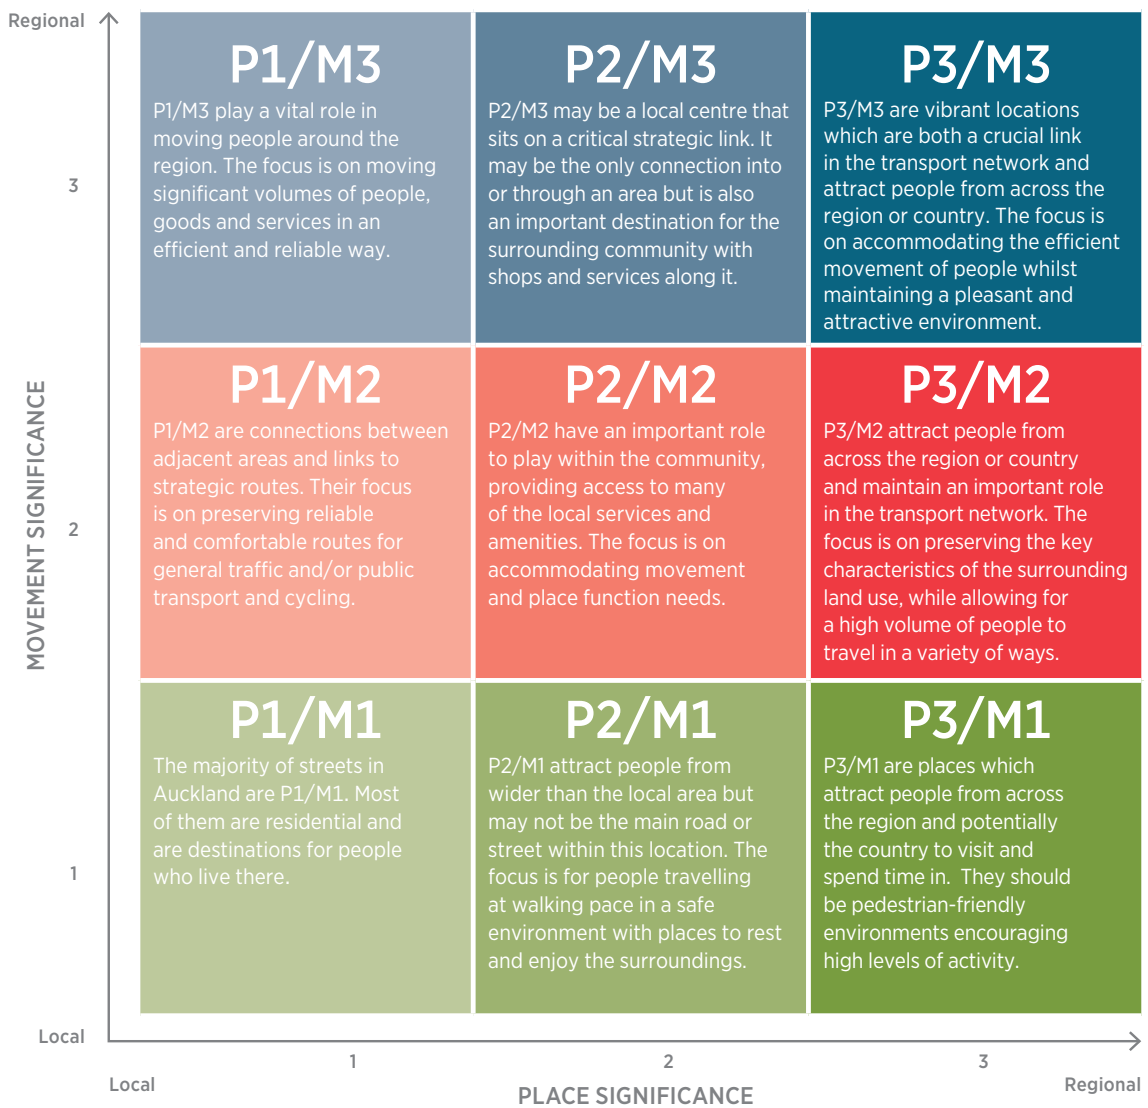 Regional
P1/M3
P1/M3 play a vital role in
moving people around the
region. The focus is on moving
significant volumes of people,
goods and services in an
efficient and reliable way.
P2/M3
P2/M3 may be a local centre that
sits on a critical strategic link. It
may be the only connection into
or through an area but is also
an important destination for the
surrounding community with
shops and services along it.
P3/M3
P3/M3 are vibrant locations
which are both a crucial link
in the transport network and
attract people from across the
region or country. The focus is
on accommodating the efficient
movement of people whilst
maintaining a pleasant and
attractive environment.
3
MOVEMENT SIGNIFICANCE
P1/M2
P1/M2 are connections between
adjacent areas and links to
strategic routes. Their focus
is on preserving reliable
and comfortable routes for
general traffic and/or public
transport and cycling.
P2/M2
P2/M2 have an important role
to play within the community,
providing access to many
of the local services and
amenities. The focus is on
accommodating movement
and place function needs.
P3/M2
P3/M2 attract people from
across the region or country
and maintain an important role
in the transport network. The
focus is on preserving the key
characteristics of the surrounding
land use, while allowing for
a high volume of people to
travel in a variety of ways.
2
P1/M1
The majority of streets in
Auckland are P1/M1. Most
of them are residential and
are destinations for people
who live there.
P2/M1
P2/M1 attract people from
wider than the local area but
may not be the main road or
street within this location. The
focus is for people travelling
at walking pace in a safe
environment with places to rest
and enjoy the surroundings.
P3/M1
P3/M1 are places which
attract people from across
the region and potentially
the country to visit and
spend time in.  They should
be pedestrian-friendly
environments encouraging
high levels of activity.
1
Local
1
2
3
Local
PLACE SIGNIFICANCE
Regional